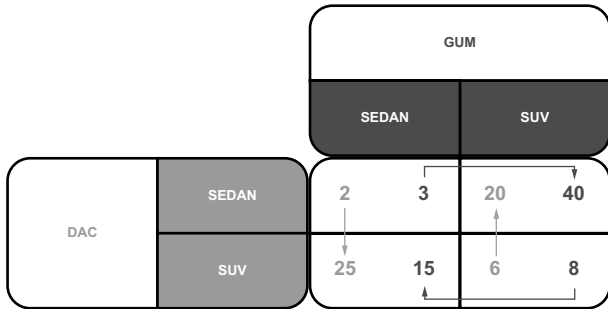 GUM
SEDAN SUV
SEDAN 2 3 20 40
DAC
SUV 25 15 6 8